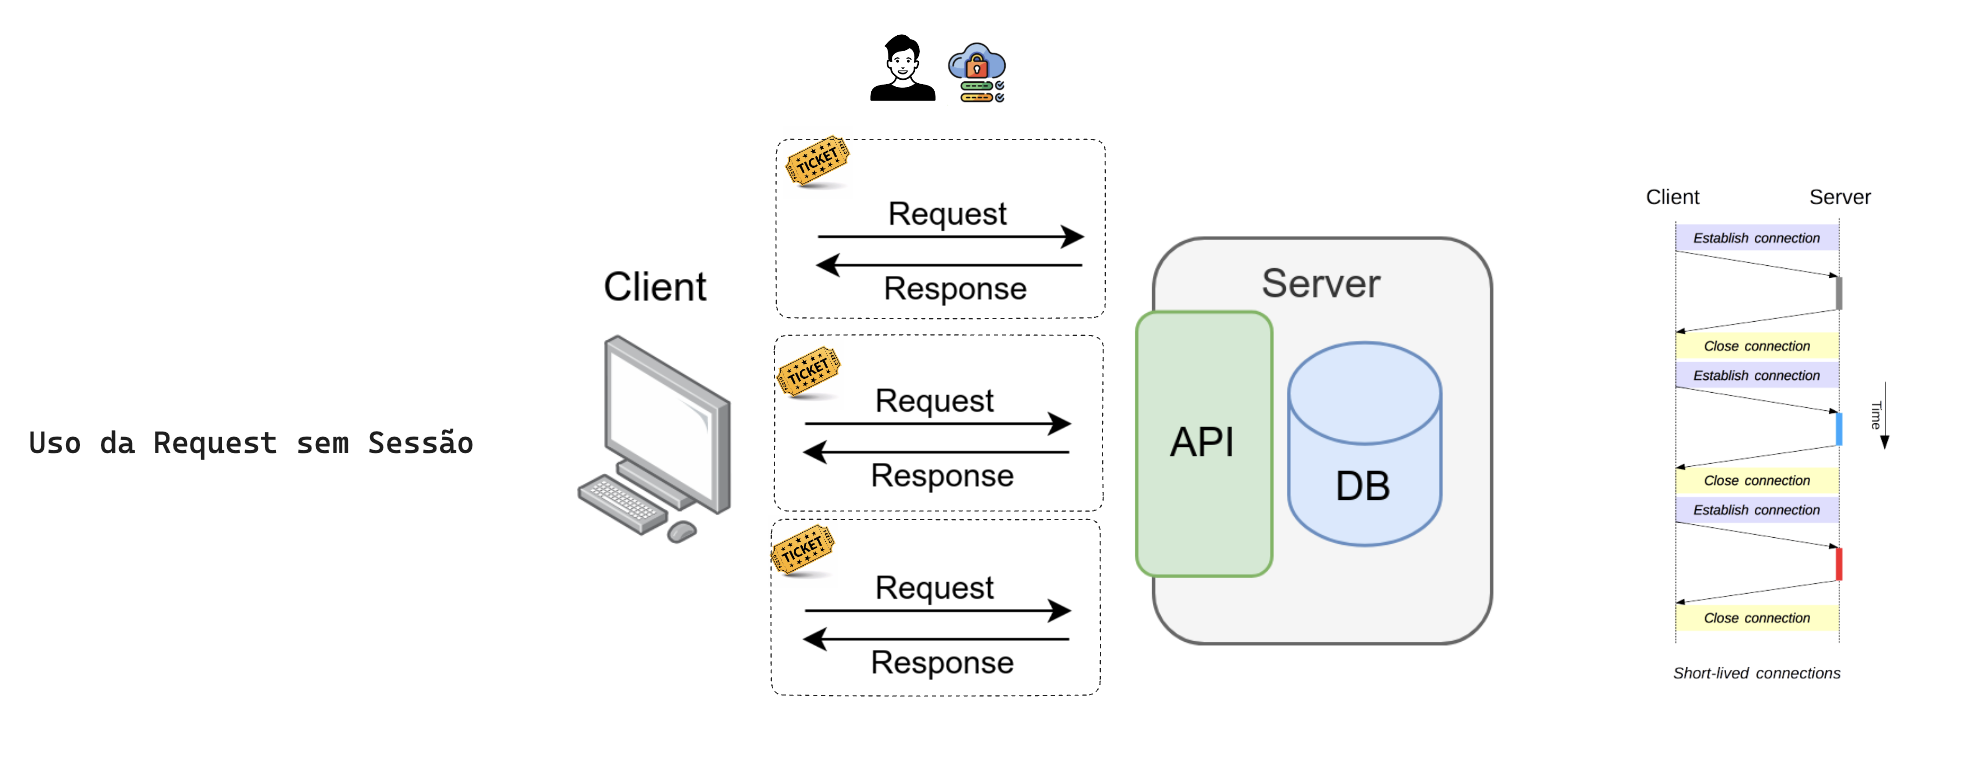 Uso da Request sem Sessão
Client
TICKET
Request
Response
TICKET
Request
Response
TICKET
Request
Response
Server
API
DB
Client
Server
Establish connection
Close connection
Establish connection
Close connection
Establish connection
Close connection
Time
Short-lived connections